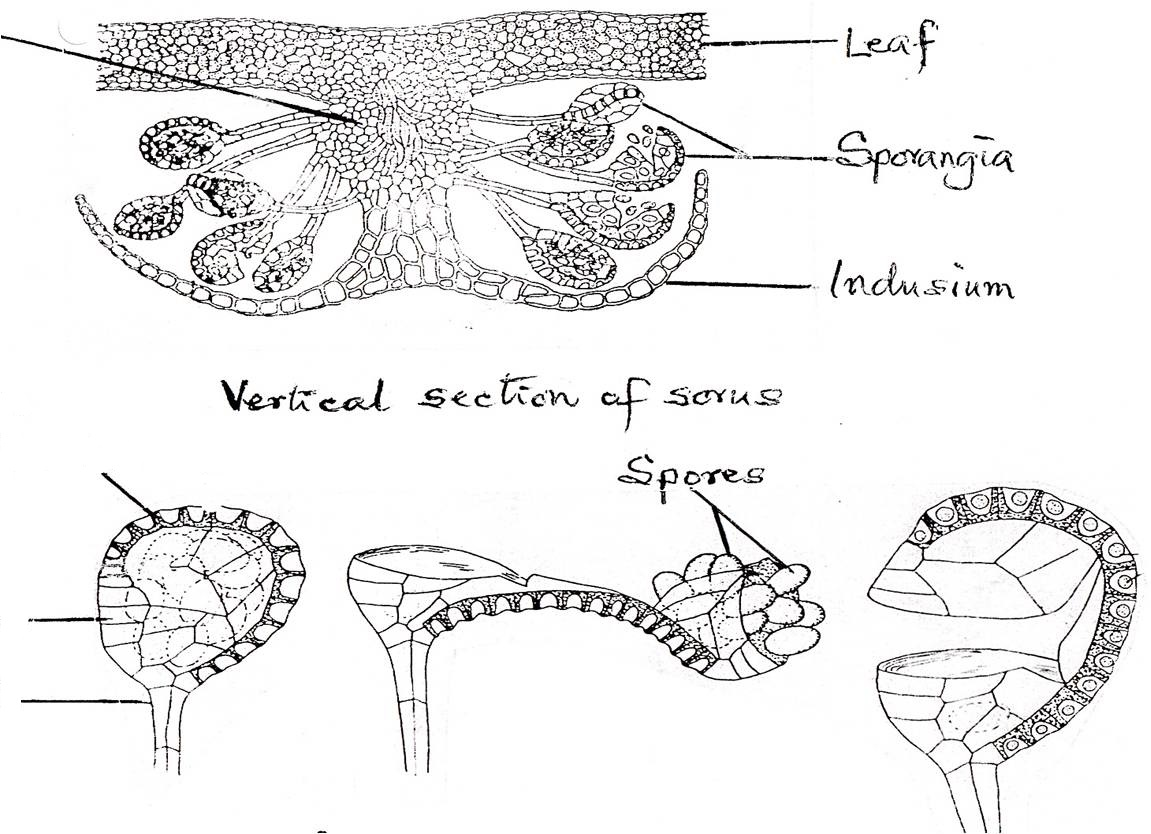 Leaf
Sporangia
Indusium
Vertical section of sorus
Spores